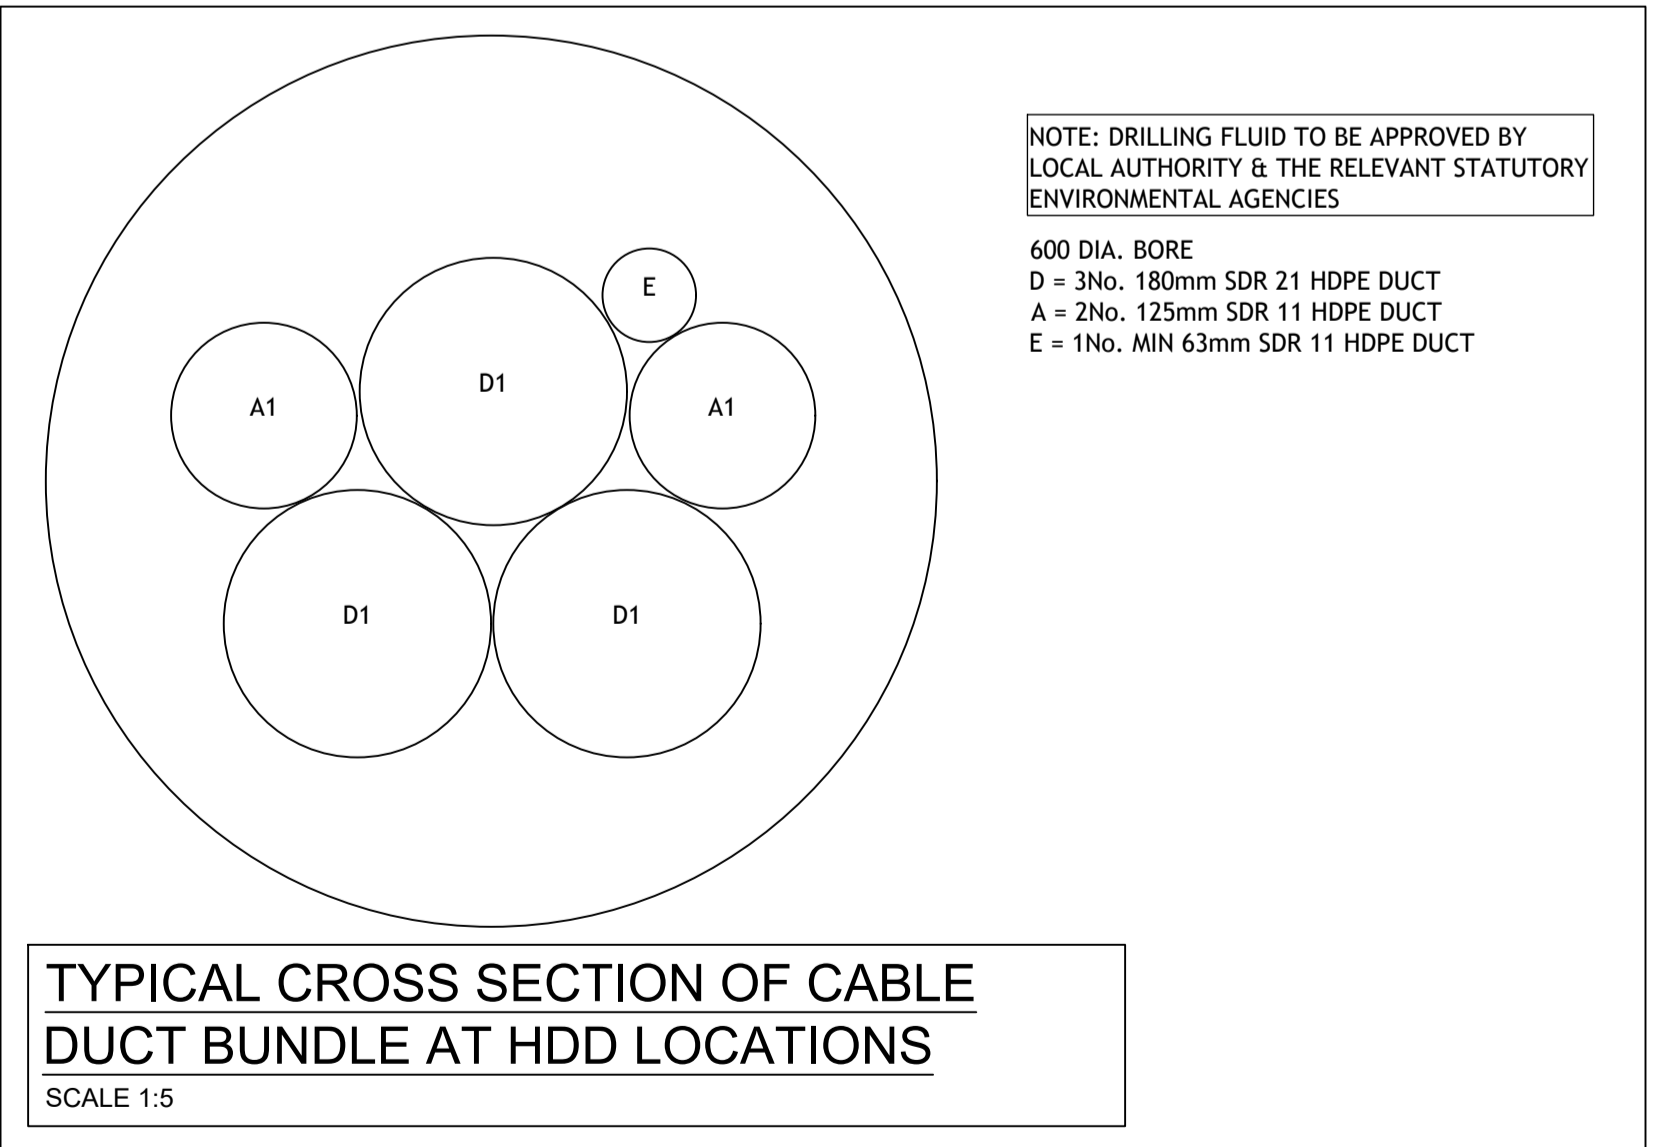 NOTE: DRILLING FLUID TO BE APPROVED BY
LOCAL AUTHORITY & THE RELEVANT STATUTORY
ENVIRONMENTAL AGENCIES
600 DIA. BORE
D = 3No. 180mm SDR 21 HDPE DUCT
A = 2No. 125mm SDR 11 HDPE DUCT
E = 1No. MIN 63mm SDR 11 HDPE DUCT
E
D1
A1
A1
D1
D1
TYPICAL CROSS SECTION OF CABLE
DUCT BUNDLE AT HDD LOCATIONS
SCALE 1:5